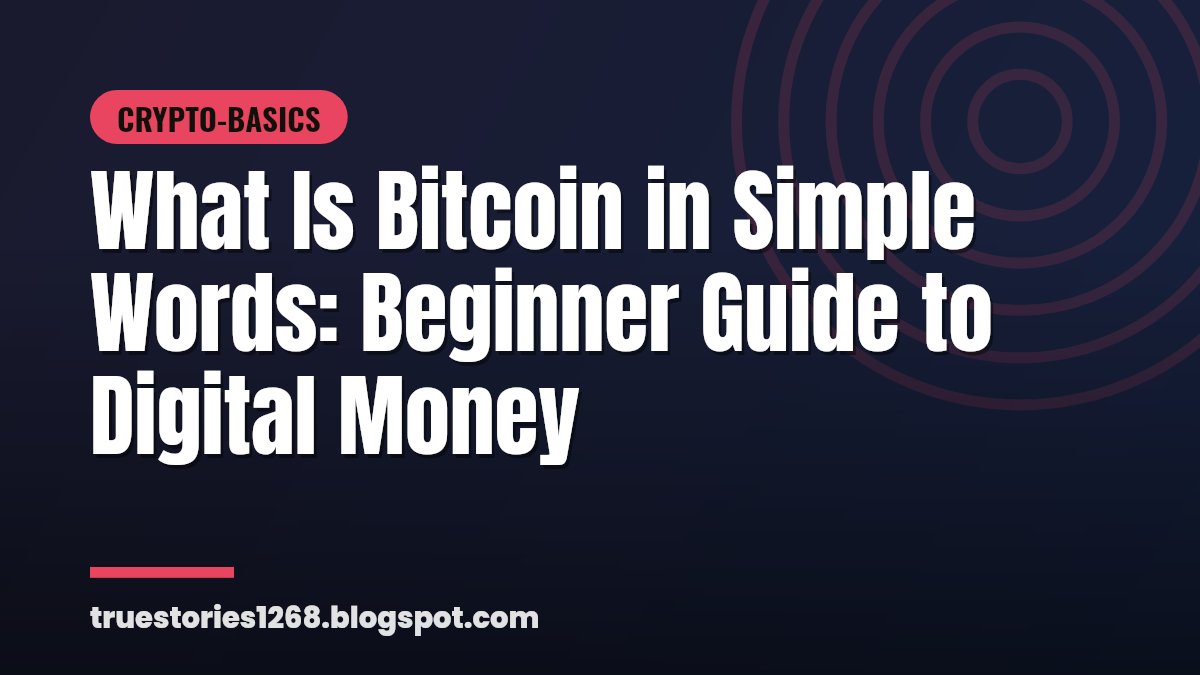 CRYPTO-BASICS
What Is Bitcoin in Simple
Words: Beginner Guide to
Digital Money
truestories1268.blogspot.com